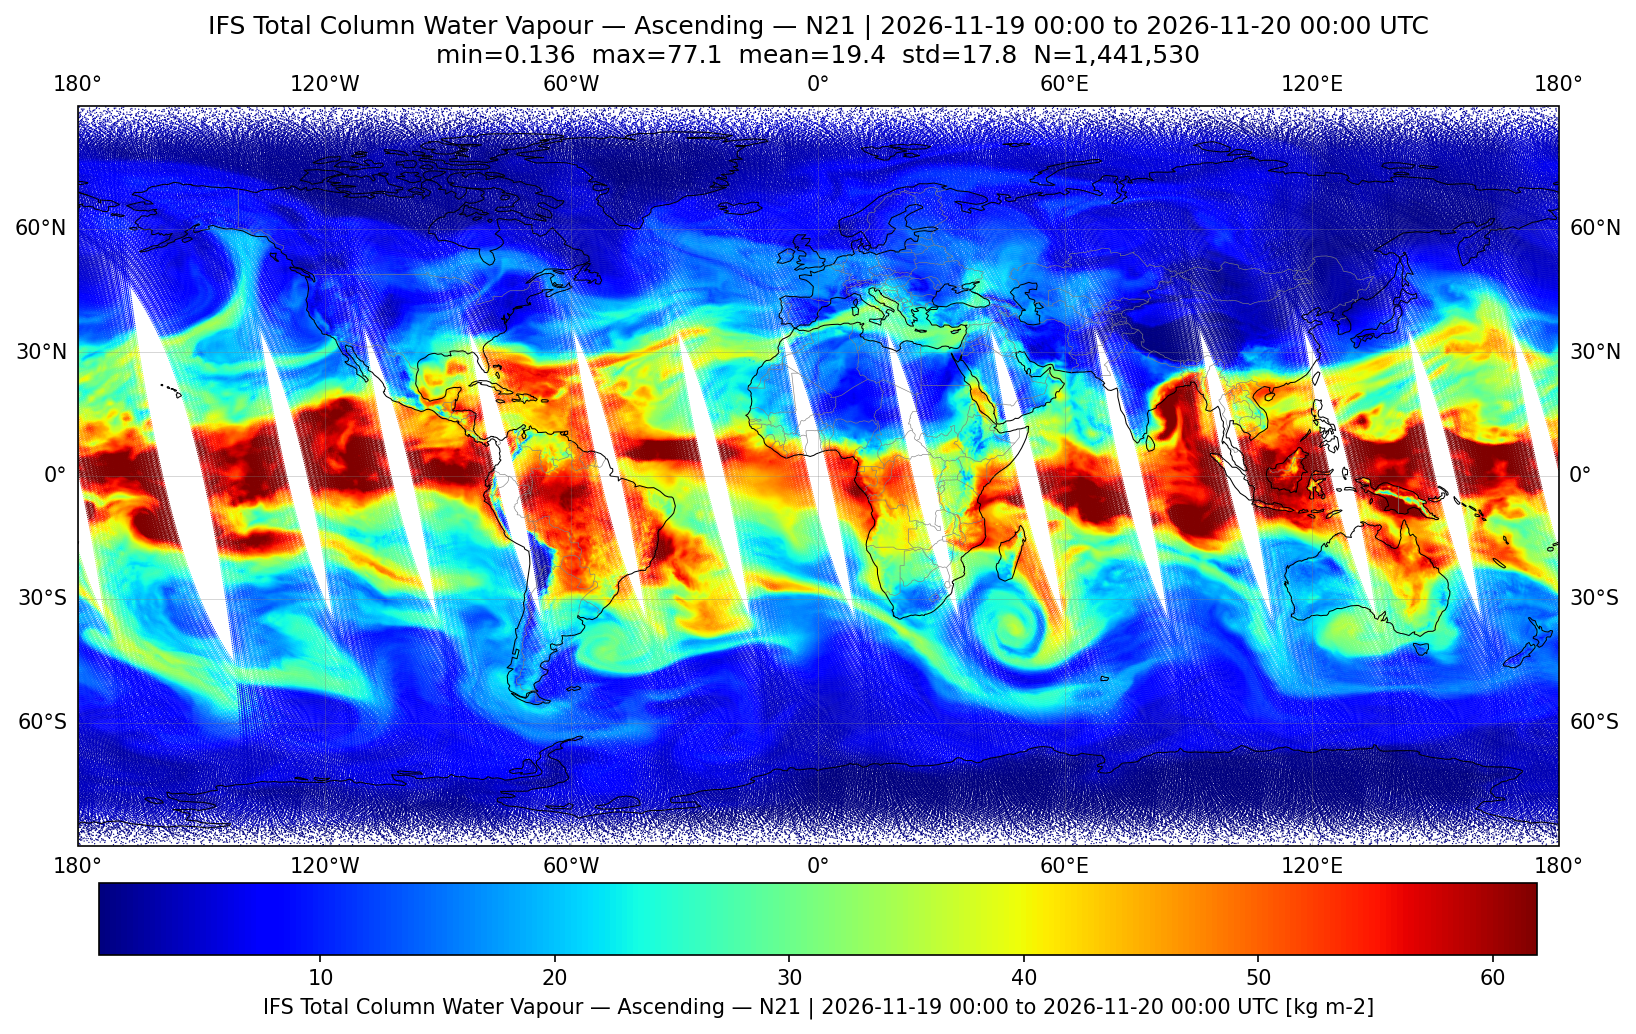 IFS Total Column Water Vapour — Ascending — N21 | 2026-11-19 00:00 to 2026-11-20 00:00 UTC
min=0.136  max=77.1  mean=19.4  std=17.8  N=1,441,530
180° 120°W 60°W 0° 60°E 120°E 180°
60°N 60°N
30°N 30°N
0° 0°
30°S 30°S
60°S 60°S
180° 120°W 60°W 0° 60°E 120°E 180°
10 20 30 40 50 60
IFS Total Column Water Vapour — Ascending — N21 | 2026-11-19 00:00 to 2026-11-20 00:00 UTC [kg m-2]